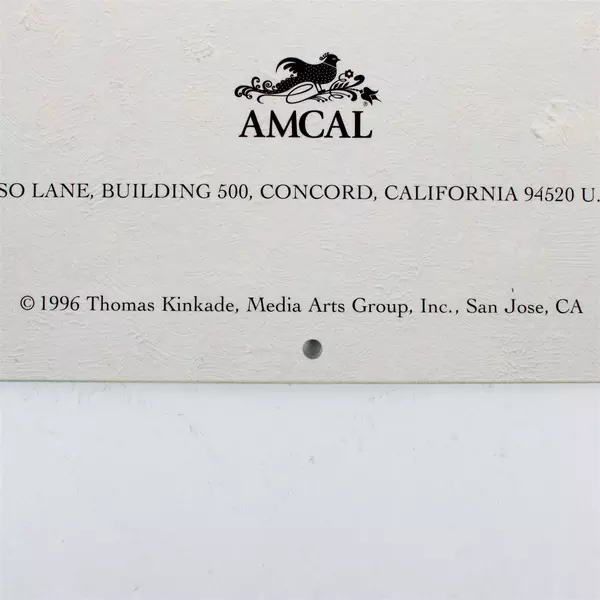 AMCAL
SO LANE, BUILDING 500, CONCORD, CALIFORNIA 94520 U.
© 1996 Thomas Kinkade, Media Arts Group, Inc., San Jose, CA